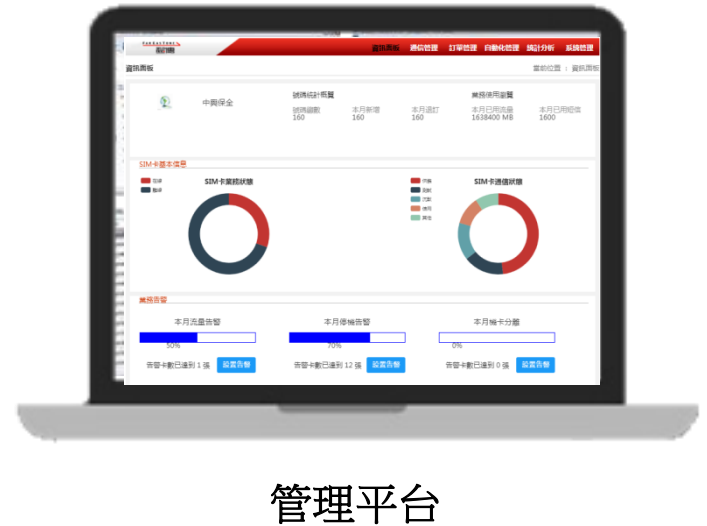 資訊面板 通信管理 訂單管理 自動化管理 統計分析 系統管理
資訊面板 當前位置 : 資訊面板
中興保全
號碼統計概覽 業務使用瀏覽
號碼總數 本月新增 本月退訂 本月已用流量 本月已用短信
160 160 160 1638400 MB 1600
SIM卡基本信息
SIM卡業務狀態 SIM卡通信狀態
業務告警
本月流量告警 本月停機告警 本月機卡分離
50% 70% 0%
告警卡數已達到 1 張 設置告警 告警卡數已達到 12 張 設置告警 告警卡數已達到 0 張 設置告警
管理平台